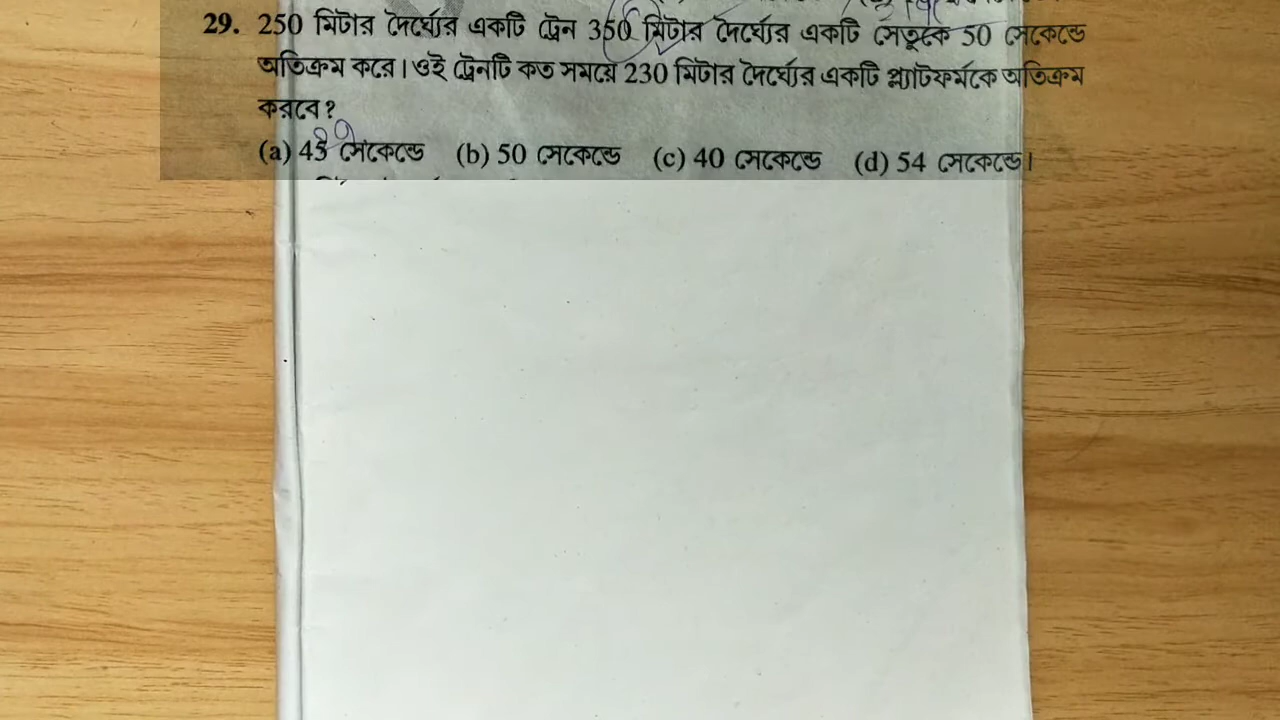 29. 250 মিটার দৈর্ঘ্যের একটি ট্রেন 350 মিটার দৈর্ঘ্যের একটি সেতুকে 50 সেকেন্ডে
অতিক্রম করে। ওই ট্রেনটি কত সময়ে 230 মিটার দৈর্ঘ্যের একটি প্ল্যাটফর্মকে অতিক্রম
করবে?
(a) 43 সেকেন্ডে (b) 50 সেকেন্ডে (c) 40 সেকেন্ডে (d) 54 সেকেন্ডে।